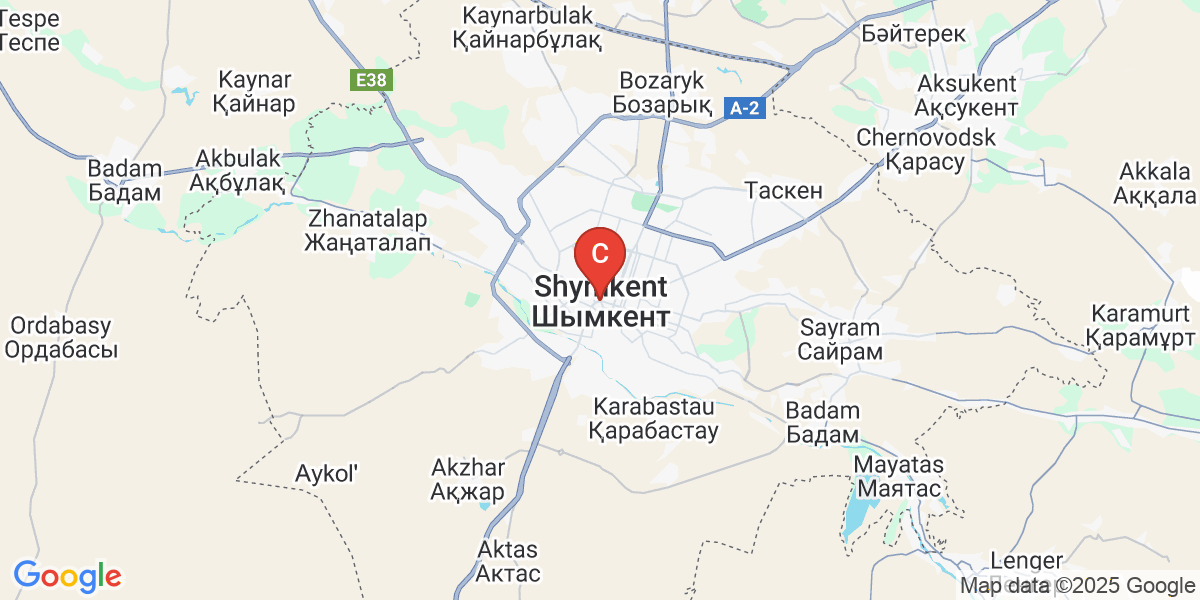 Tespe
Теспе
Kaynarbulak
Қайнарбұлақ
Бәйтерек
Kaynar
Қайнар
E38
Bozaryk
Бозарық
A-2
Aksukent
Ақсукент
Chernovodsk
Қарасу
Badam
Бадам
Akbulak
Ақбұлақ
Таскен
Akkala
Аққала
Zhanatalap
Жаңаталап
C
Shymkent
Шымкент
Ordabasy
Ордабасы
Sayram
Сайрам
Karamurt
Қарамұрт
Karabastau
Қарабастау
Badam
Бадам
Aykol'
Akzhar
Ақжар
Mayatas
Маятас
Aktas
Актас
Lenger
Google
Map data ©2025 Google